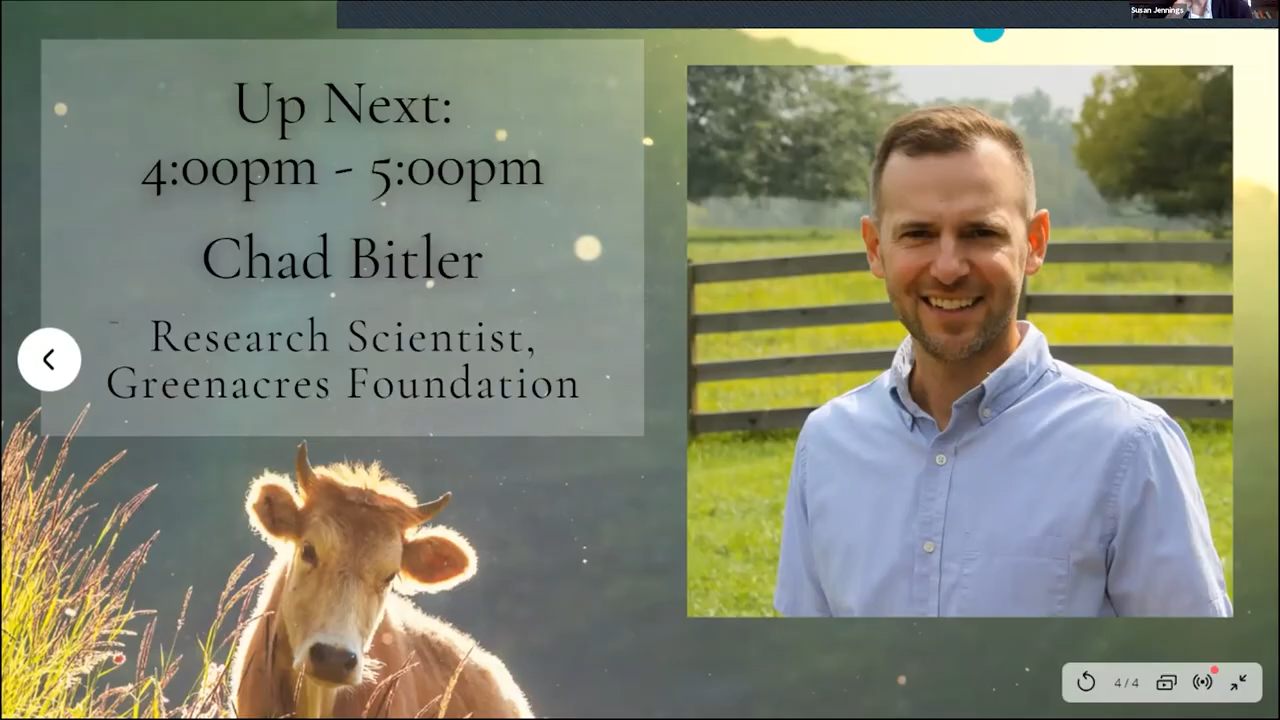 Susan Jennings
Up Next:
4:00pm - 5:00pm
Chad Bitler
Research Scientist,
Greenacres Foundation
4/4